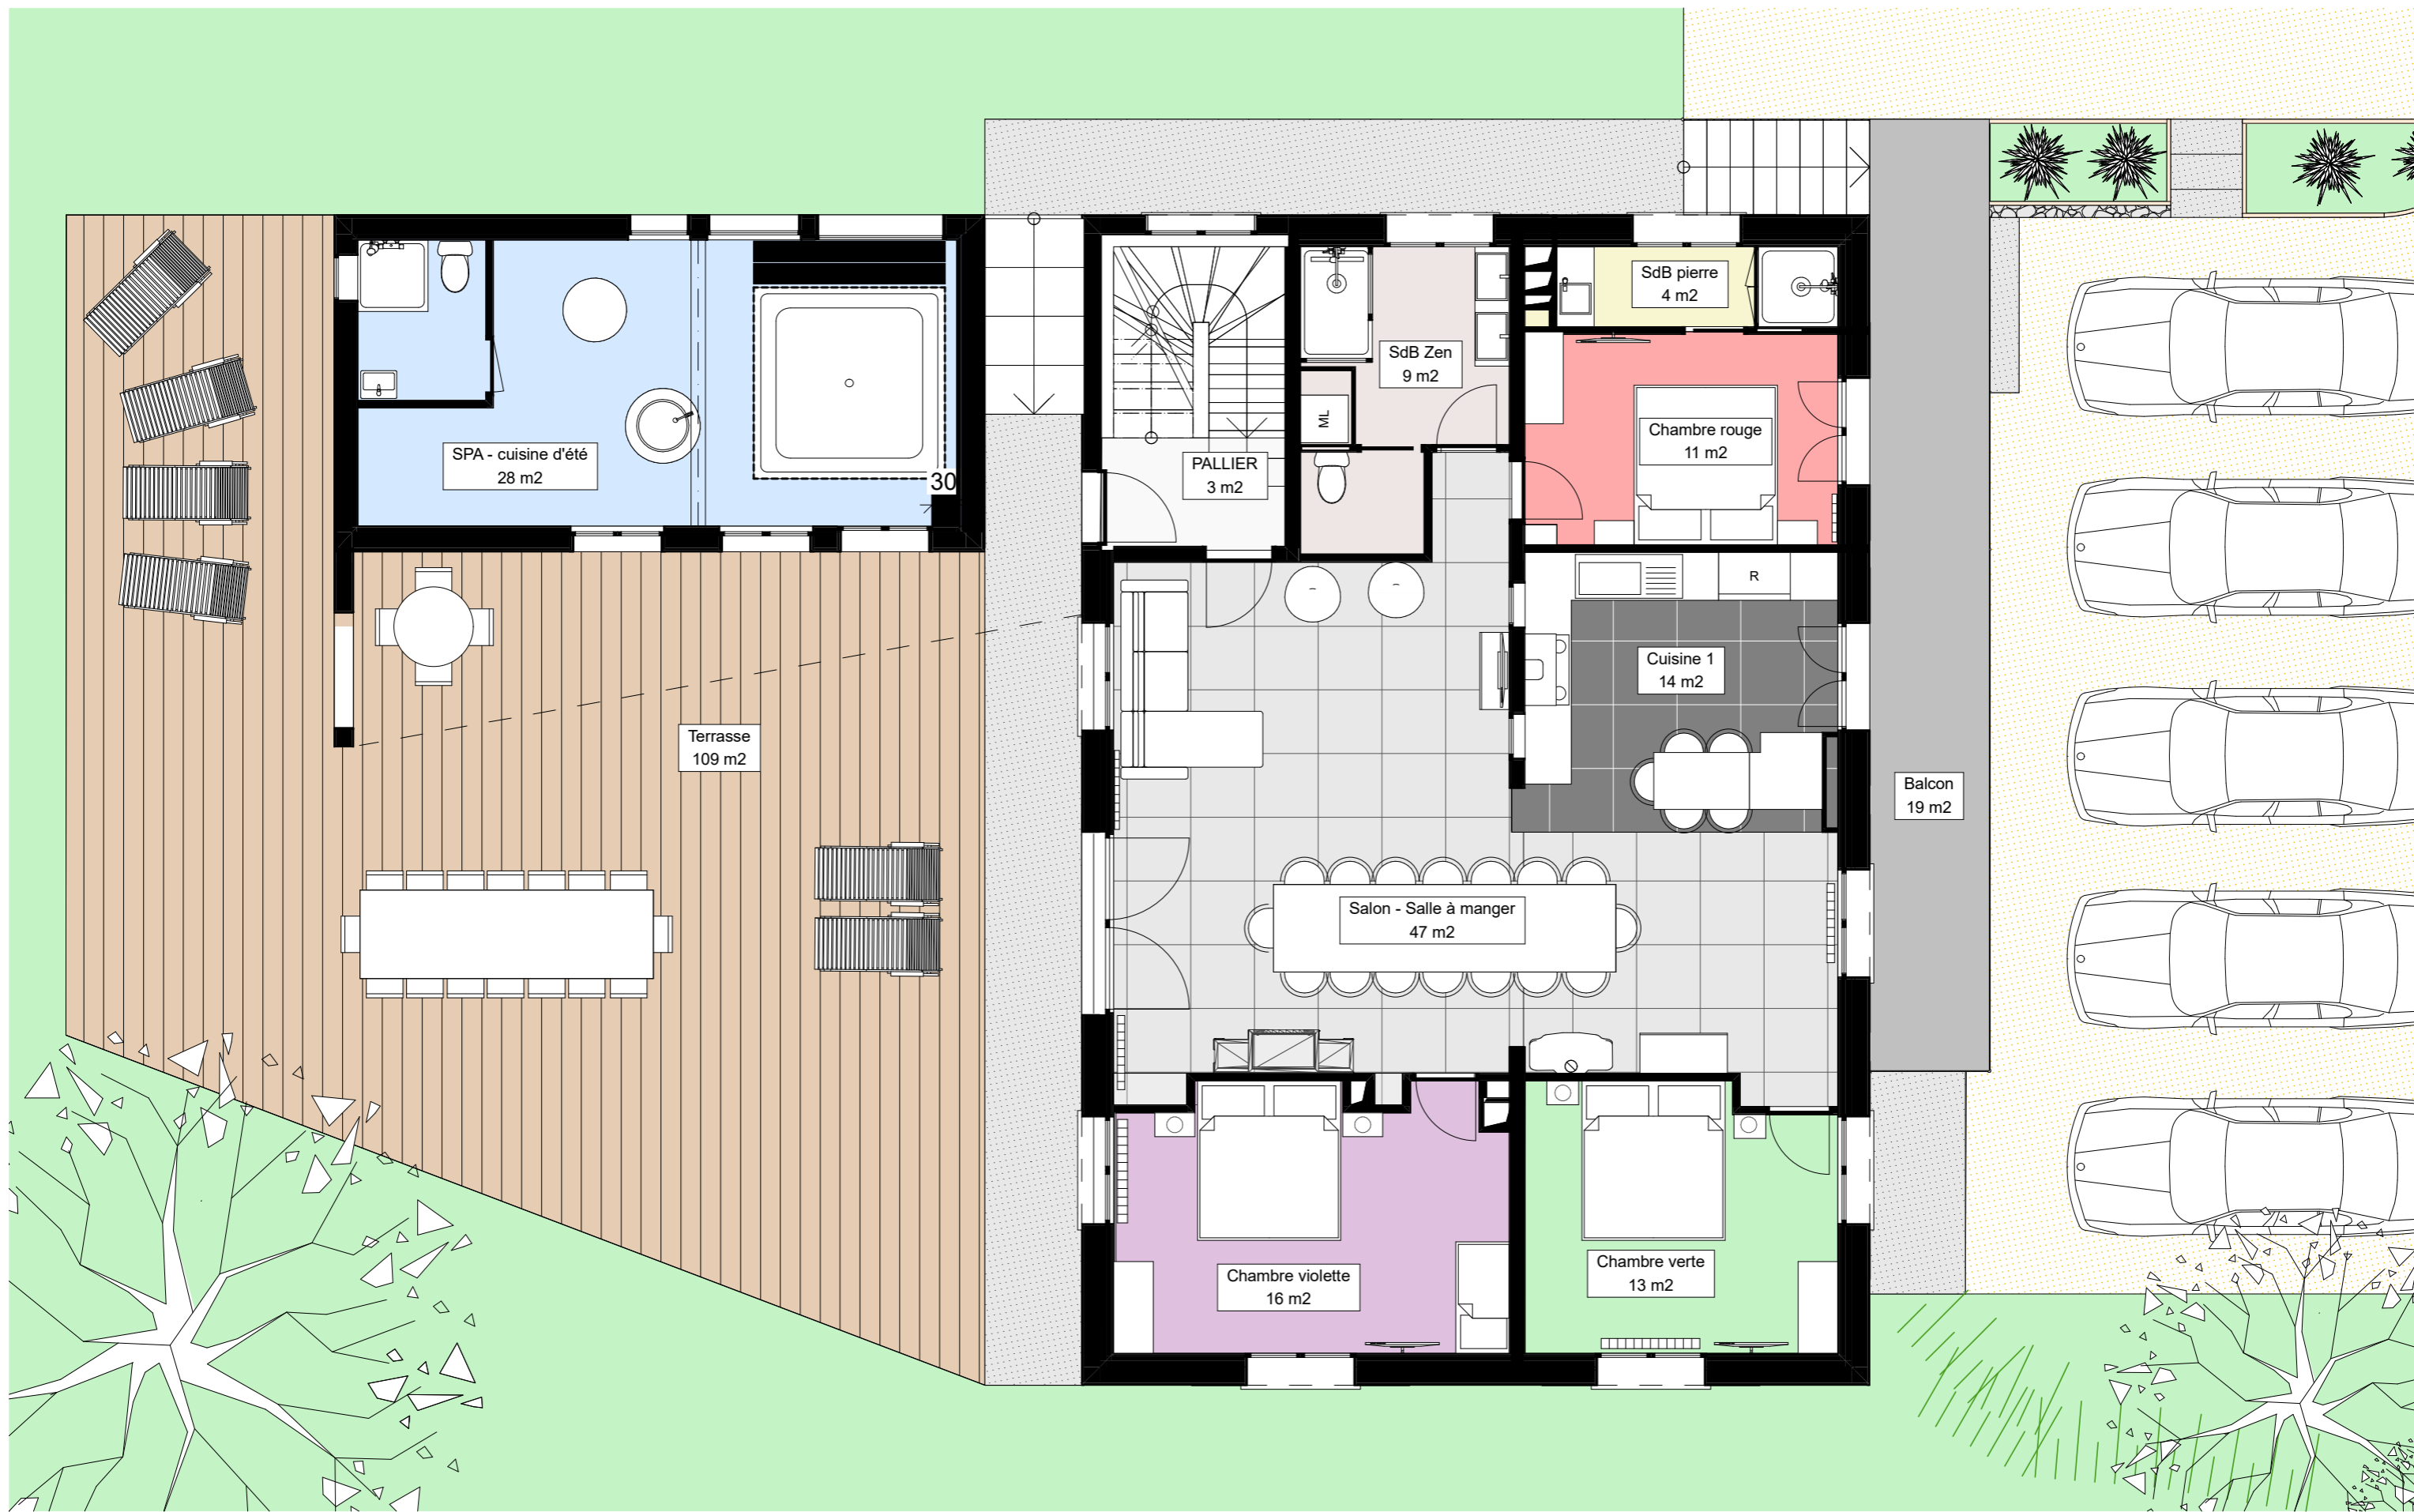 SdB pierre
4 m2
SdB Zen
9 m2
ML
Chambre rouge
11 m2
SPA - cuisine d'été
28 m2
30
PALLIER
3 m2
R
Cuisine 1
14 m2
Terrasse
109 m2
Balcon
19 m2
Salon - Salle à manger
47 m2
Chambre violette
16 m2
Chambre verte
13 m2